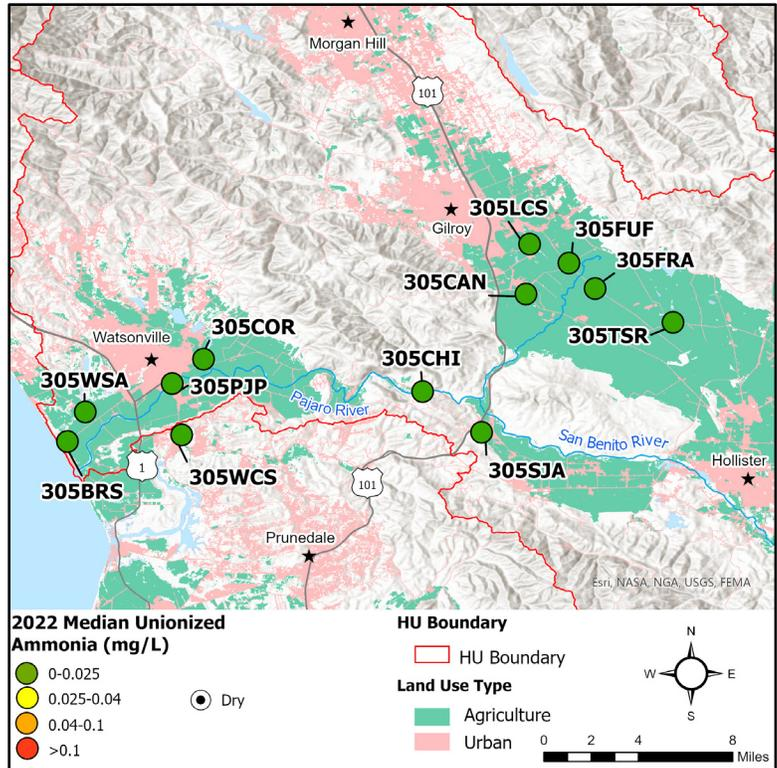 Morgan Hill
101
305LCS
Gilroy
305FUF
305FRA
305CAN
305TSR
Watsonville
305COR
305CHI
305WSA
305PJP
Pajaro River
San Benito River
Hollister
305WCS
1
305SJA
101
305BRS
Prunedale
Esri, NASA, NGA, USGS, FEMA
2022 Median Unionized
Ammonia (mg/L)
0-0.025
0.025-0.04
0.04-0.1
>0.1
Dry
HU Boundary
HU Boundary
Land Use Type
Agriculture
Urban
N
W
E
S
0 2 4 8
Miles